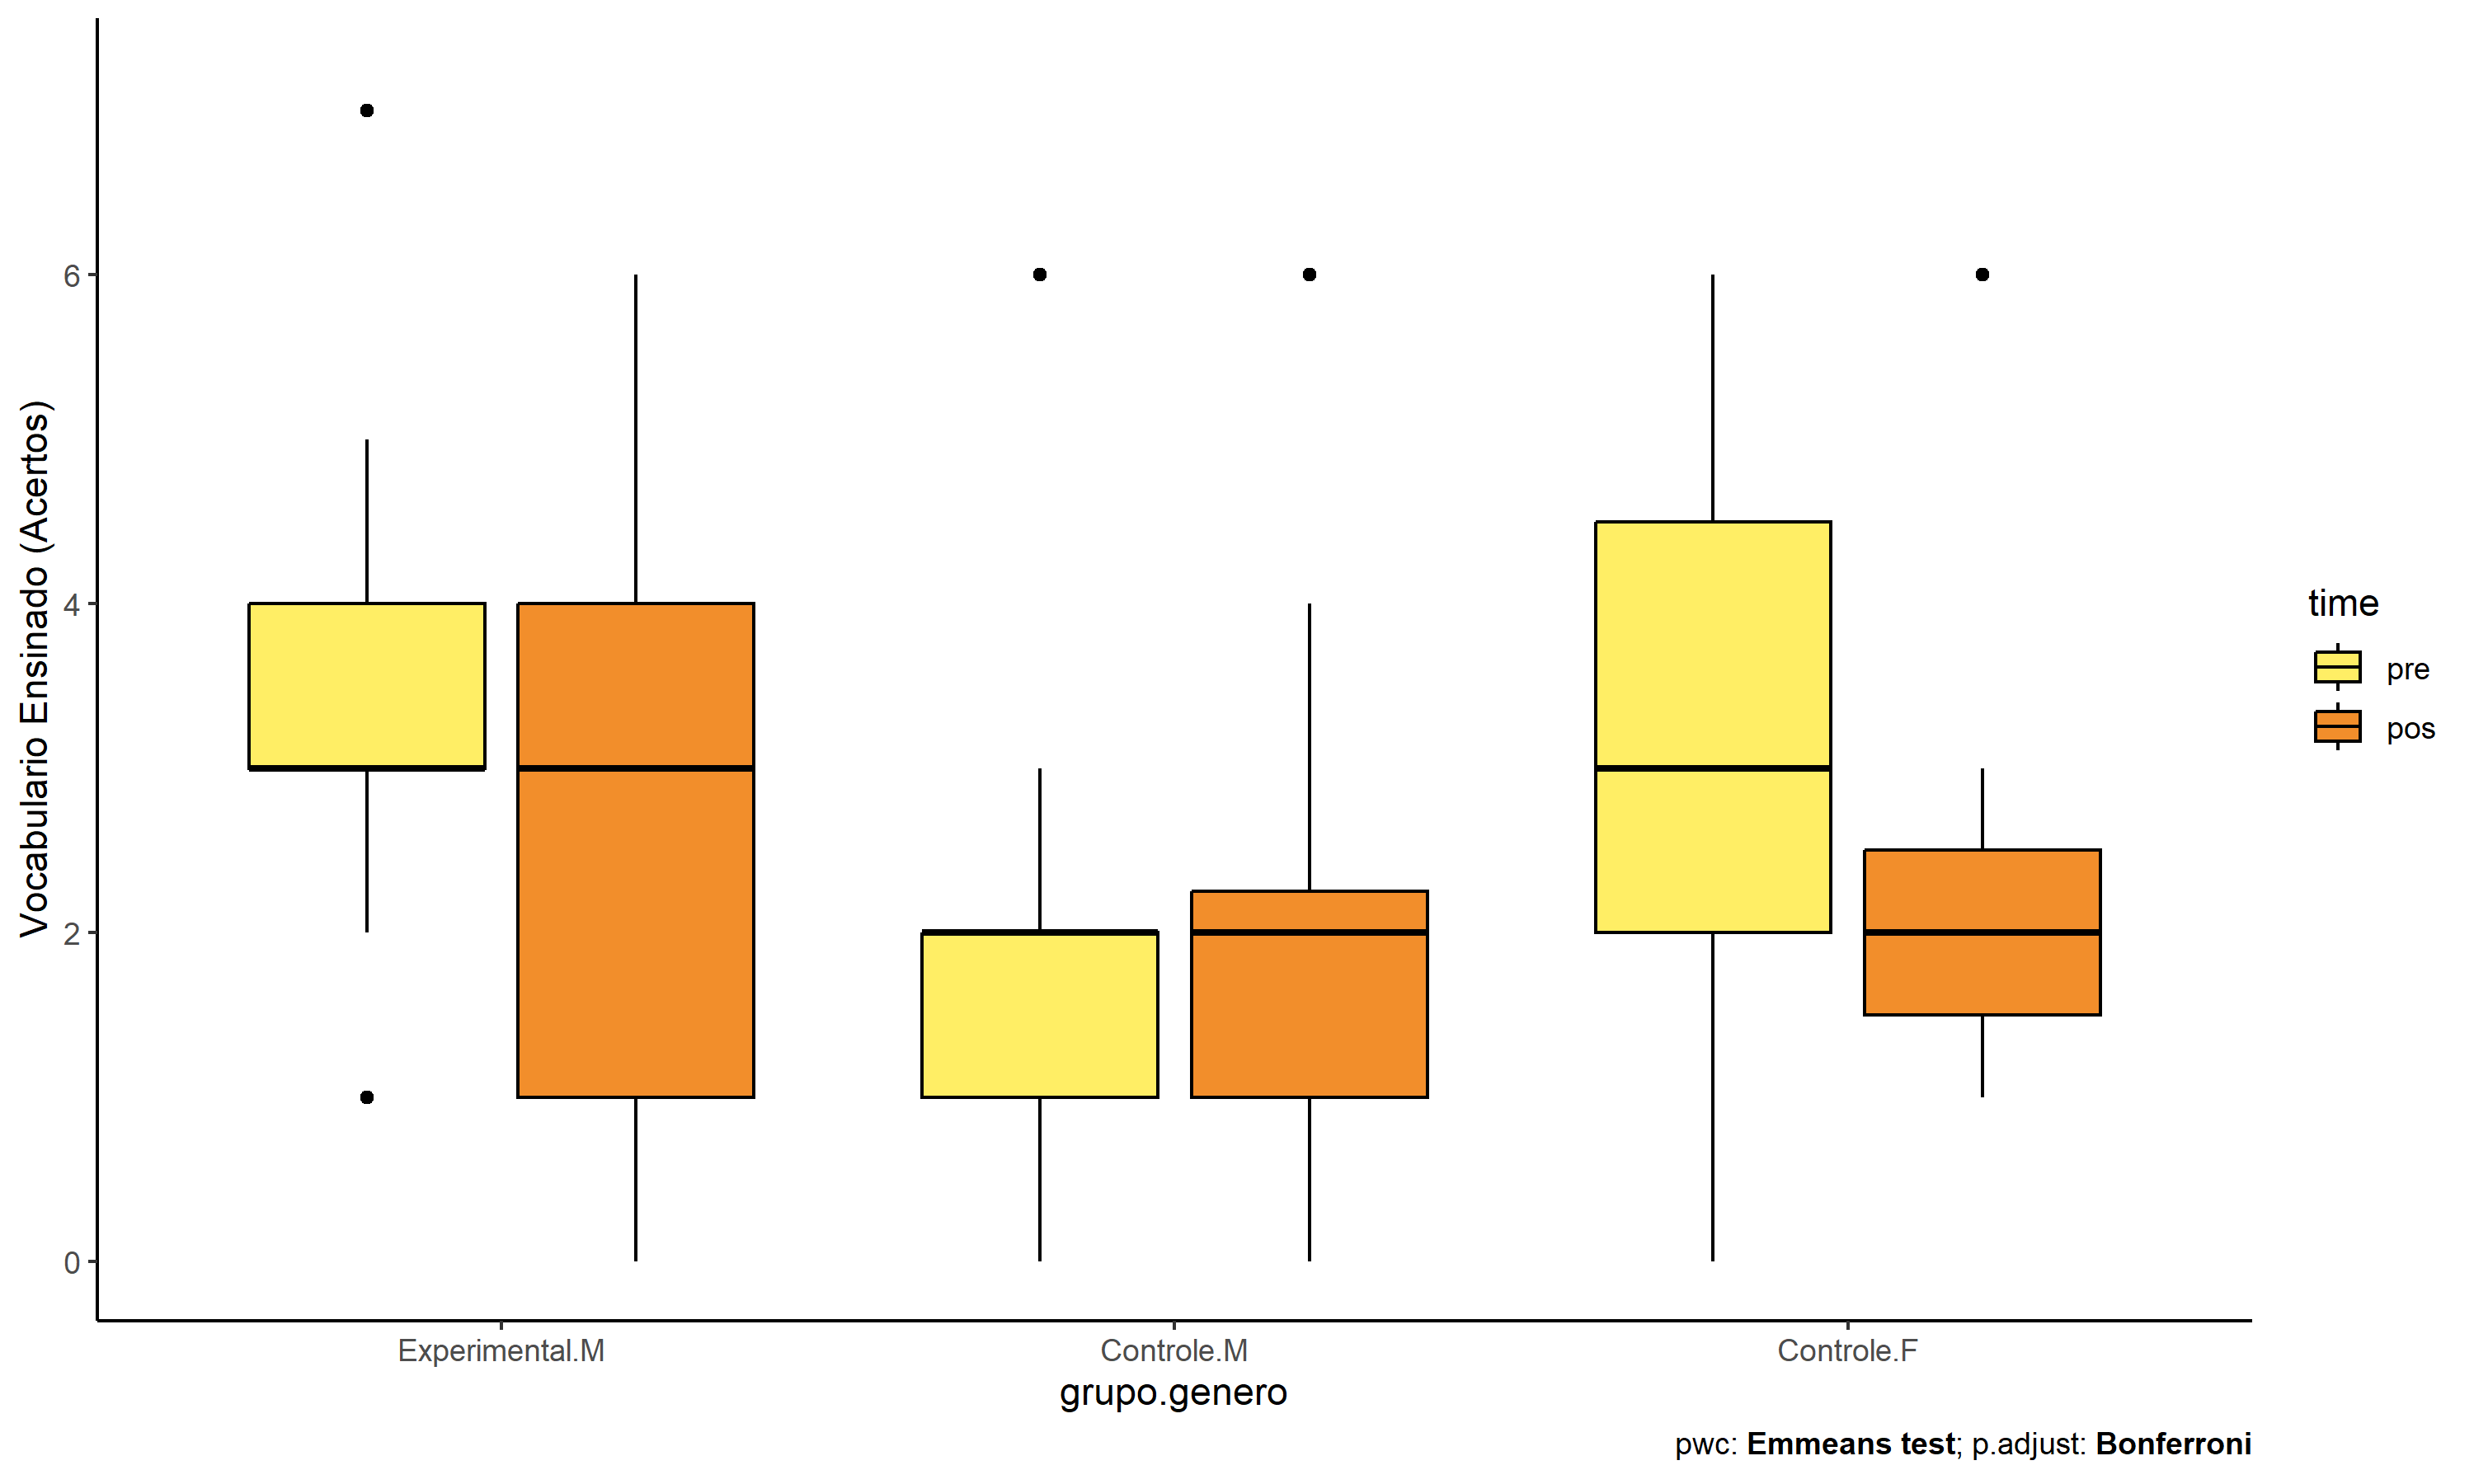 Vocabulario Ensinado (Acertos)
6
4
2
0
Experimental.M
Controle.M
Controle.F
grupo.genero
time
pre
pos
pwc: Emmeans test; p.adjust: Bonferroni